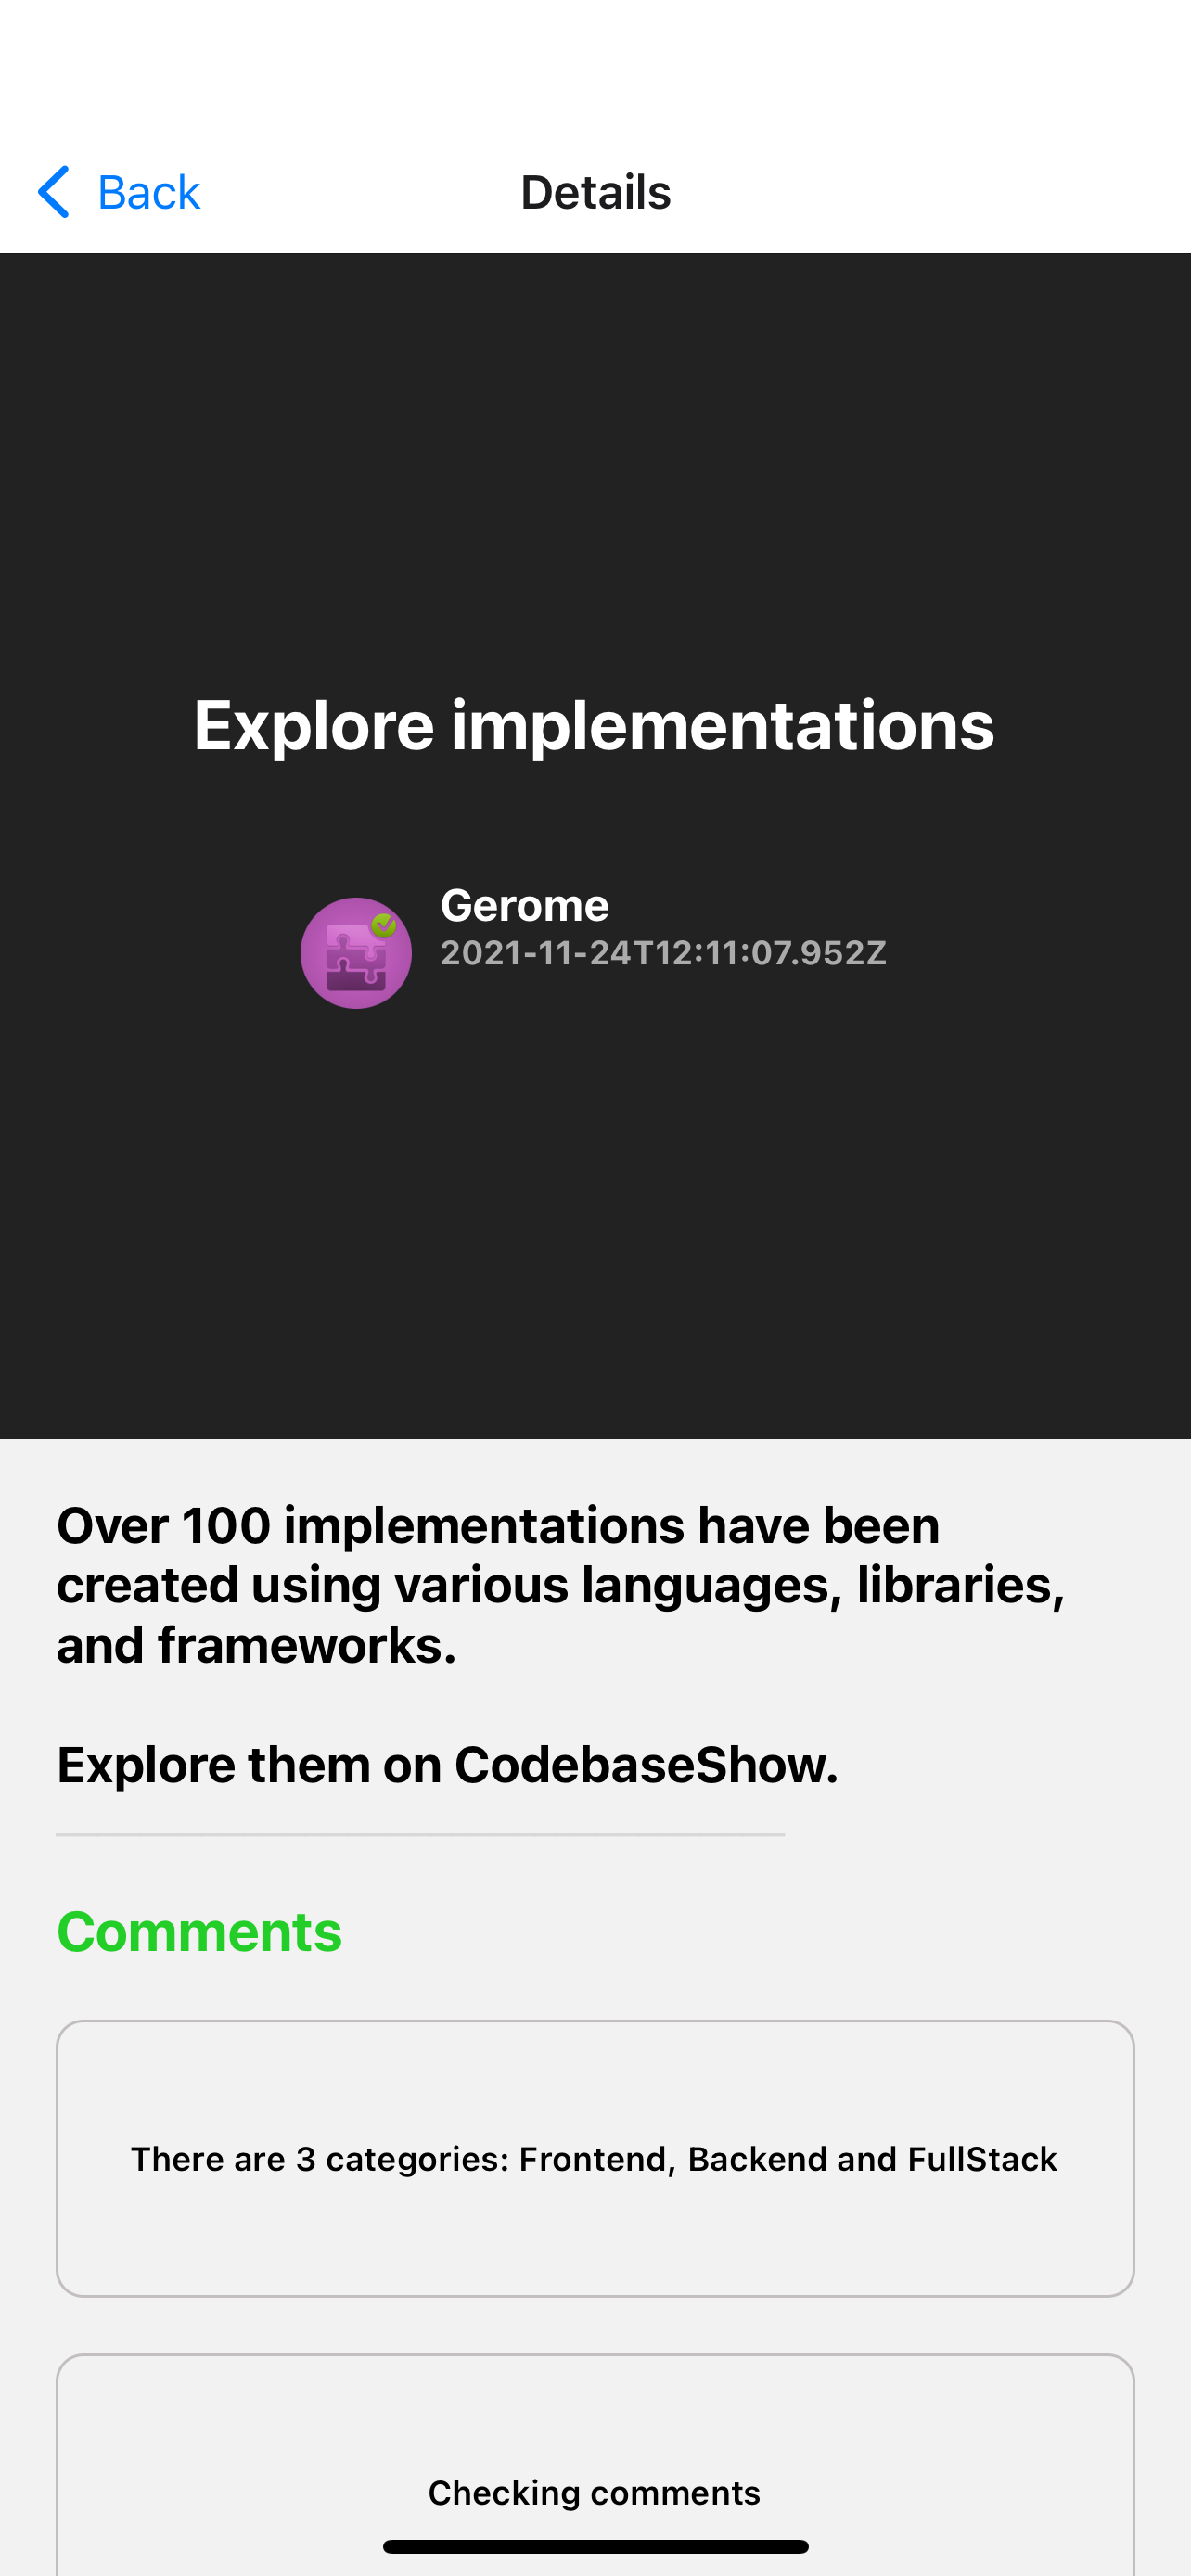 Back
Details
Explore implementations
Gerome
2021-11-24T12:11:07.952Z
Over 100 implementations have been
created using various languages, libraries,
and frameworks.
Explore them on CodebaseShow.
Comments
There are 3 categories: Frontend, Backend and FullStack
Checking comments